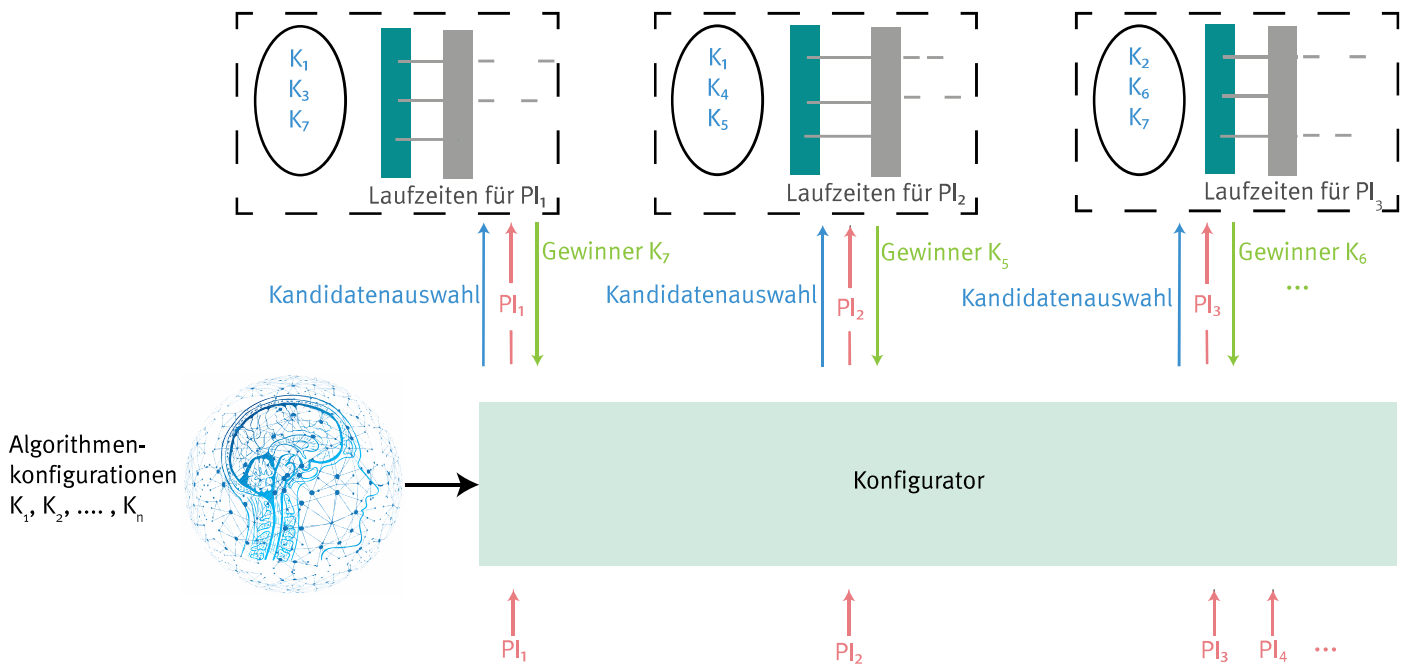 K₁
K₃
K₇
Laufzeiten für PI₁
K₁
K₄
K₅
Laufzeiten für PI₂
K₂
K₆
K₇
Laufzeiten für PI₃
Kandidatenauswahl
PI₁
Gewinner K₇
Kandidatenauswahl
PI₂
Gewinner K₅
Kandidatenauswahl
PI₃
Gewinner K₆
...
Algorithmen-
konfigurationen
K₁, K₂, .... , Kₙ
Konfigurator
PI₁
PI₂
PI₃
PI₄
...